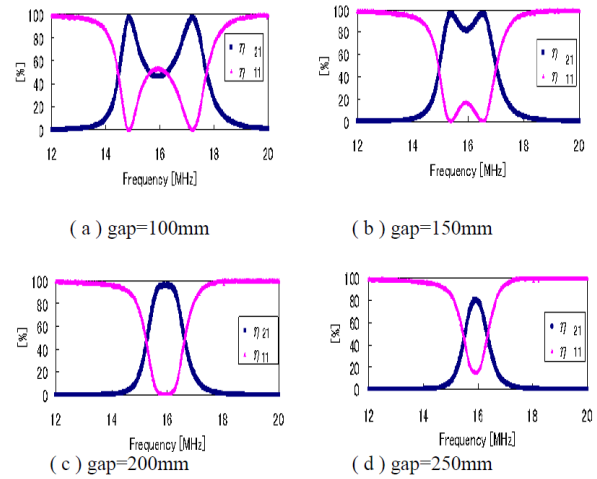 100
80
60
40
20
0
[%]
η 21
η 11
12 14 16 18 20
Frequency [MHz]
( a ) gap=100mm
100
80
60
40
20
0
[%]
η 21
η 11
12 14 16 18 20
Frequency [MHz]
( b ) gap=150mm
100
80
60
40
20
0
[%]
η 21
η 11
12 14 16 18 20
Frequency [MHz]
( c ) gap=200mm
100
80
60
40
20
0
[%]
η 21
η 11
12 14 16 18 20
Frequency [MHz]
( d ) gap=250mm